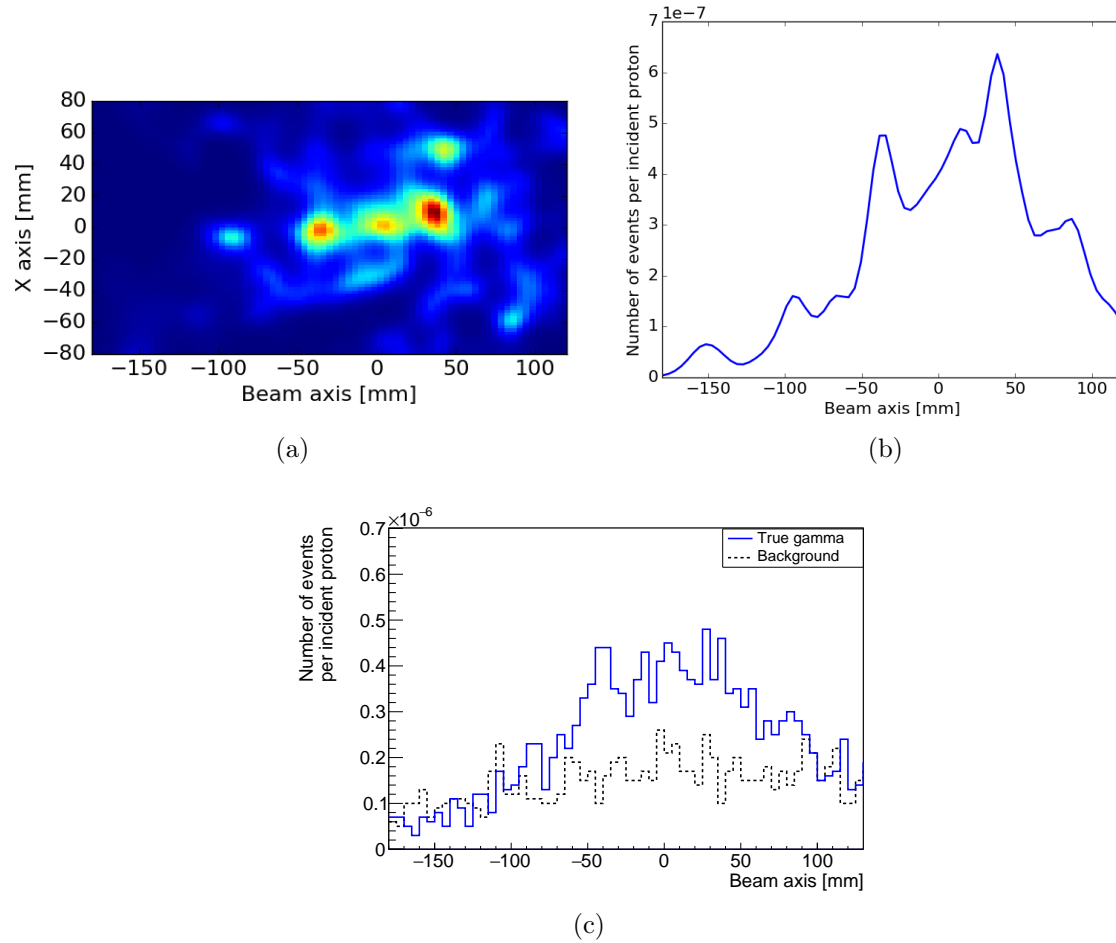 80
60
40
20
0
−20
−40
−60
−80
X axis [mm]
−150 −100 −50 0 50 100
Beam axis [mm]
(a)
7 1e-7
6
5
4
3
2
1
0
Number of events per incident proton
−150 −100 −50 0 50 100
Beam axis [mm]
(b)
×10⁻⁶
0.7
0.6
0.5
0.4
0.3
0.2
0.1
0
Number of events
per incident proton
True gamma
Background
−150 −100 −50 0 50 100
Beam axis [mm]
(c)